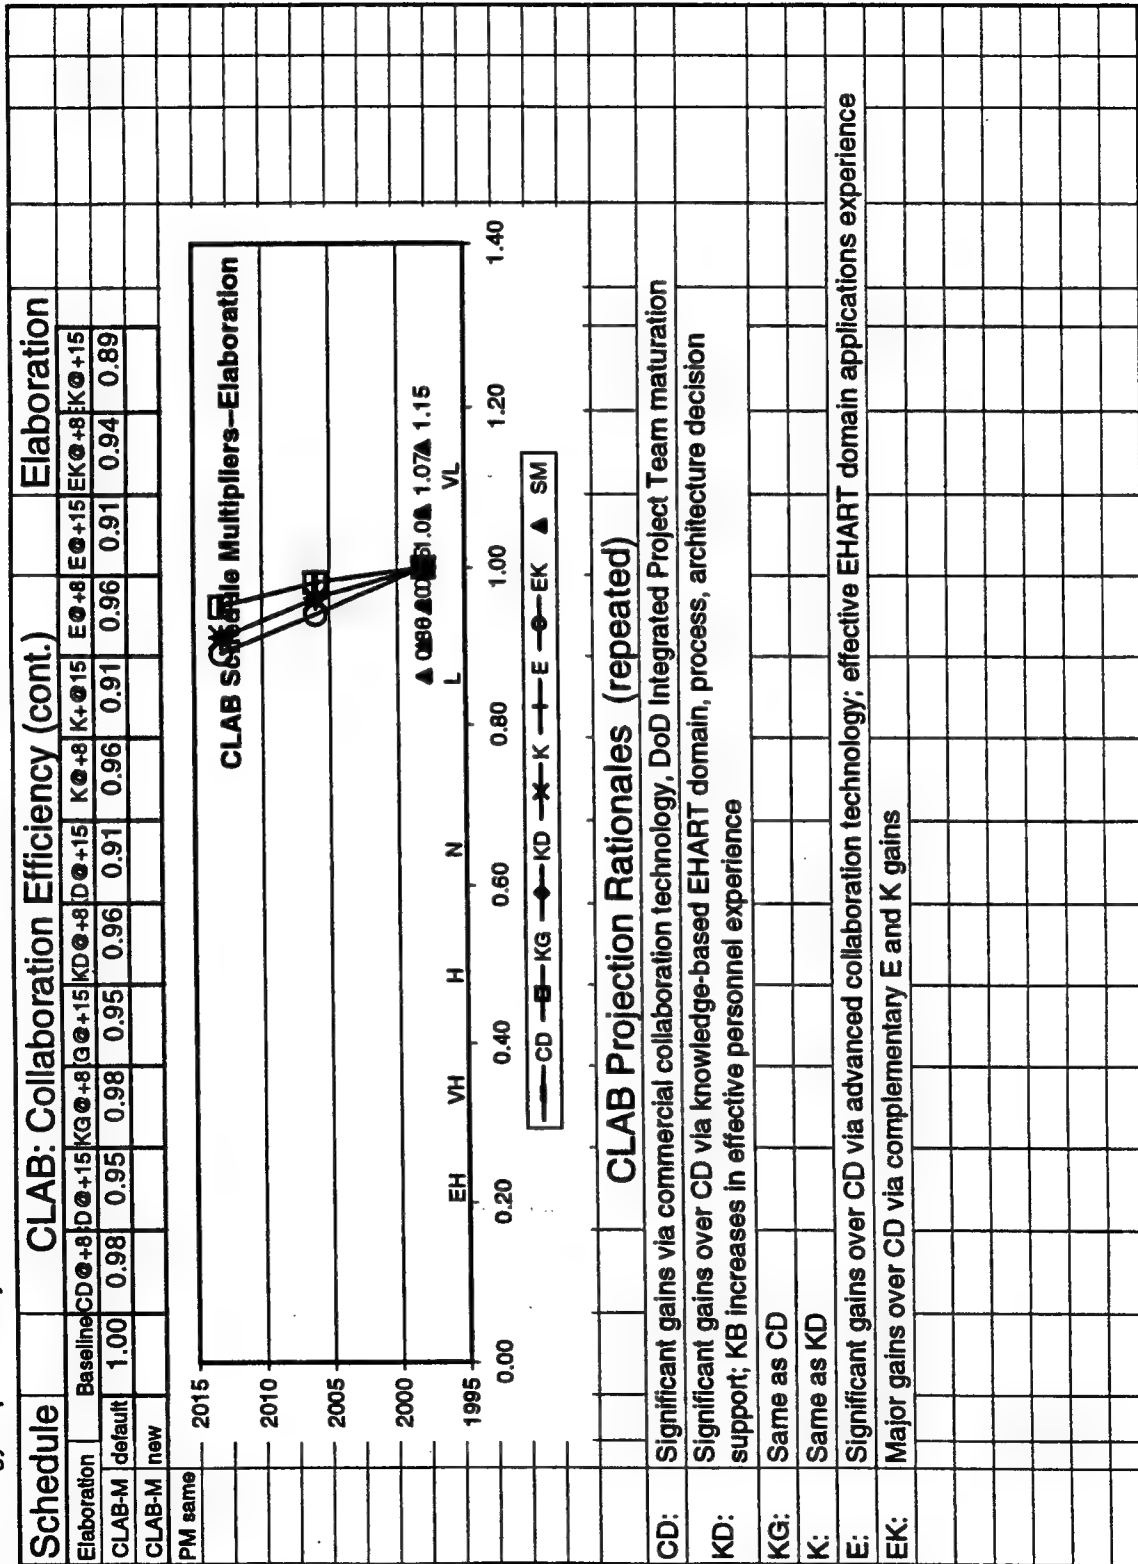 Schedule CLAB: Collaboration Efficiency (cont.) Elaboration
Elaboration Baseline CD@+8 D@+15 KG@+8 G@+15 KD@+8 D@+15 K@+8 K+@15 E@+8 E@+15 EK@+8 K@+15
CLAB-M default 1.00 0.98 0.95 0.98 0.95 0.96 0.91 0.96 0.91 0.96 0.91 0.94 0.89
CLAB-M new
PM same
CLAB Schedule Multipliers–Elaboration
2015
2010
2005
2000
1995
0.86 1.07 1.15
EH VH H N L VL
0.00 0.20 0.40 0.60 0.80 1.00 1.20 1.40
CD KG KD K E EK SM
CLAB Projection Rationales (repeated)
CD: Significant gains via commercial collaboration technology, DoD Integrated Project Team maturation
KD: Significant gains over CD via knowledge-based EHART domain, process, architecture decision
support; KB increases in effective personnel experience
KG: Same as CD
K: Same as KD
E: Significant gains over CD via advanced collaboration technology; effective EHART domain applications experience
EK: Major gains over CD via complementary E and K gains